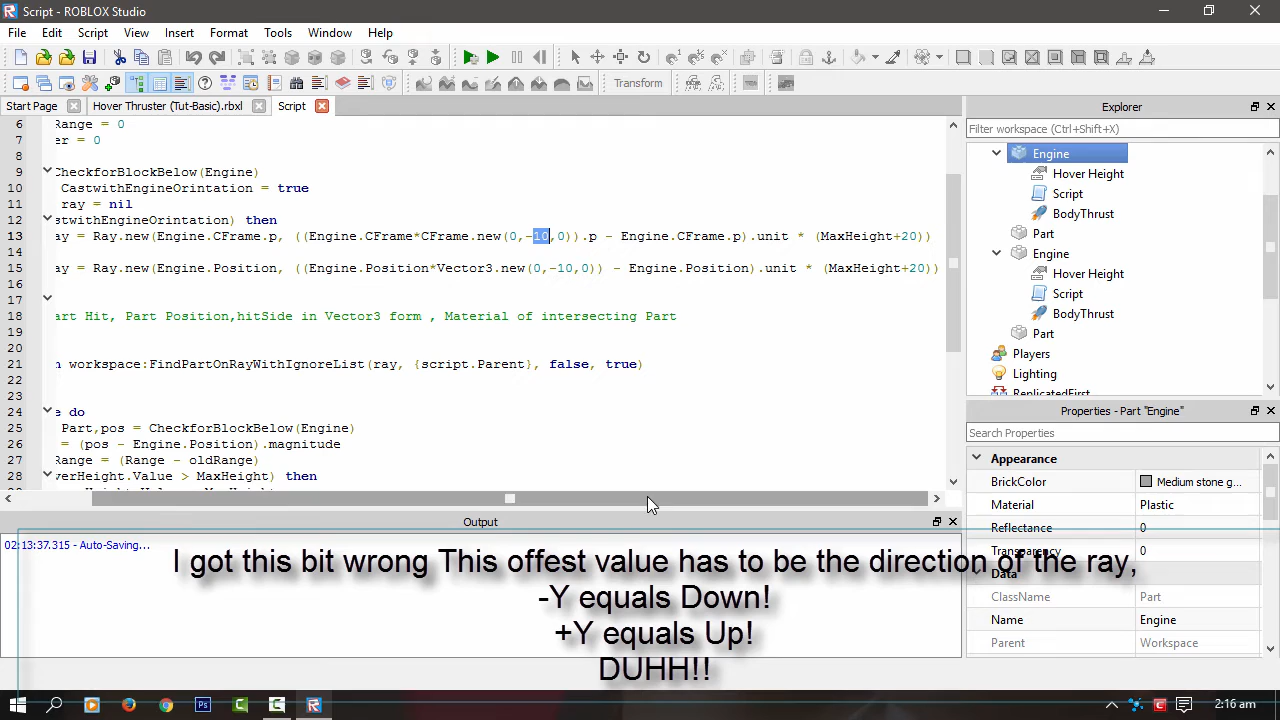 Script - ROBLOX Studio
File Edit Script View Insert Format Tools Window Help
Transform
Start Page Hover Thruster (Tut-Basic).rbxl Script
6 Range = 0
7 er = 0
8
9 CheckforBlockBelow(Engine)
10 CastwithEngineOrintation = true
11 ray = nil
12 astwithEngineOrintation) then
13 ay = Ray.new(Engine.CFrame.p, ((Engine.CFrame*CFrame.new(0,-10,0)).p - Engine.CFrame.p).unit * (MaxHeight+20))
14
15 ay = Ray.new(Engine.Position, ((Engine.Position*Vector3.new(0,-10,0)) - Engine.Position).unit * (MaxHeight+20))
16
17
18 art Hit, Part Position,hitSide in Vector3 form , Material of intersecting Part
19
20
21 n workspace:FindPartOnRayWithIgnoreList(ray, {script.Parent}, false, true)
22
23
24 e do
25 Part,pos = CheckforBlockBelow(Engine)
26 = (pos - Engine.Position).magnitude
27 Range = (Range - oldRange)
28 verHeight.Value > MaxHeight) then
Explorer
Filter workspace (Ctrl+Shift+X)
Engine
Hover Height
Script
BodyThrust
Part
Engine
Hover Height
Script
BodyThrust
Part
Players
Lighting
ReplicatedFirst
Properties - Part "Engine"
Search Properties
Appearance
BrickColor Medium stone g...
Material Plastic
Reflectance 0
Transparency 0
Data
ClassName Part
Name Engine
Parent Workspace
Output
02:13:37.315 - Auto-Saving...
I got this bit wrong This offest value has to be the direction of the ray,
-Y equals Down!
+Y equals Up!
DUHH!!
2:16 am